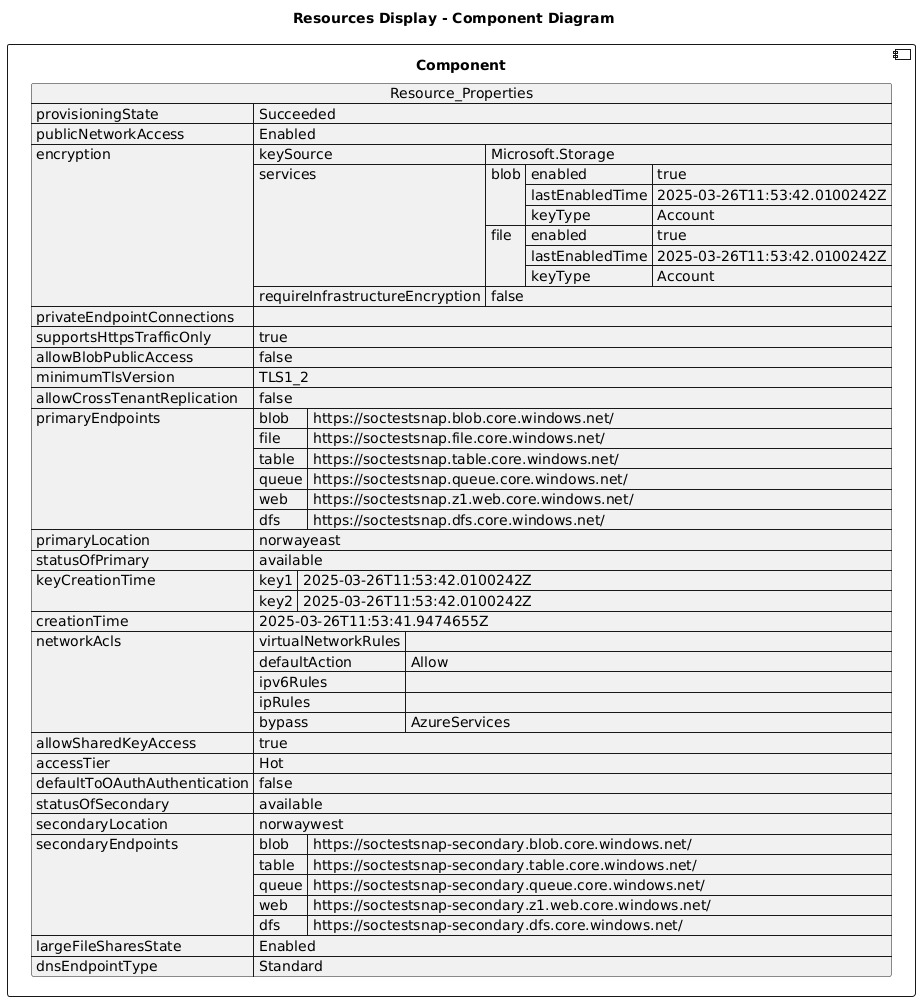 Resources Display - Component Diagram
Component
Resource_Properties
provisioningState Succeeded
publicNetworkAccess Enabled
encryption keySource Microsoft.Storage
services blob enabled true
lastEnabledTime 2025-03-26T11:53:42.0100242Z
keyType Account
file enabled true
lastEnabledTime 2025-03-26T11:53:42.0100242Z
keyType Account
requireInfrastructureEncryption false
privateEndpointConnections
supportsHttpsTrafficOnly true
allowBlobPublicAccess false
minimumTlsVersion TLS1_2
allowCrossTenantReplication false
primaryEndpoints blob https://soctestsnap.blob.core.windows.net/
file https://soctestsnap.file.core.windows.net/
table https://soctestsnap.table.core.windows.net/
queue https://soctestsnap.queue.core.windows.net/
web https://soctestsnap.z1.web.core.windows.net/
dfs https://soctestsnap.dfs.core.windows.net/
primaryLocation norwayeast
statusOfPrimary available
keyCreationTime key1 2025-03-26T11:53:42.0100242Z
key2 2025-03-26T11:53:42.0100242Z
creationTime 2025-03-26T11:53:41.9474655Z
networkAcls virtualNetworkRules
defaultAction Allow
ipv6Rules
ipRules
bypass AzureServices
allowSharedKeyAccess true
accessTier Hot
defaultToOAuthAuthentication false
statusOfSecondary available
secondaryLocation norwaywest
secondaryEndpoints blob https://soctestsnap-secondary.blob.core.windows.net/
table https://soctestsnap-secondary.table.core.windows.net/
queue https://soctestsnap-secondary.queue.core.windows.net/
web https://soctestsnap-secondary.z1.web.core.windows.net/
dfs https://soctestsnap-secondary.dfs.core.windows.net/
largeFileSharesState Enabled
dnsEndpointType Standard